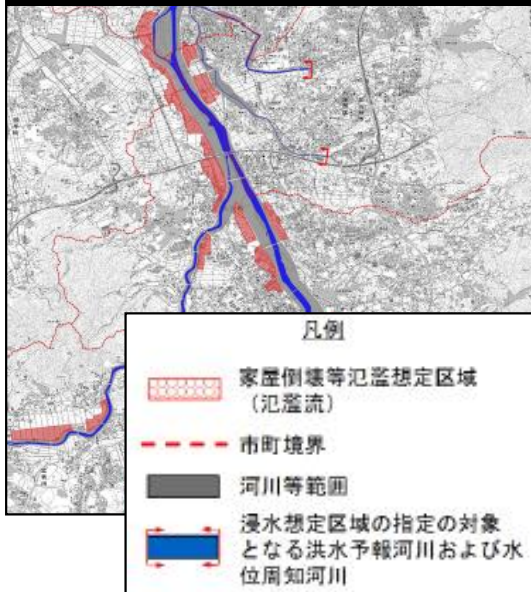 凡例
家屋倒壊等氾濫想定区域
（氾濫流）
市町境界
河川等範囲
浸水想定区域の指定の対象
となる洪水予報河川および水
位周知河川